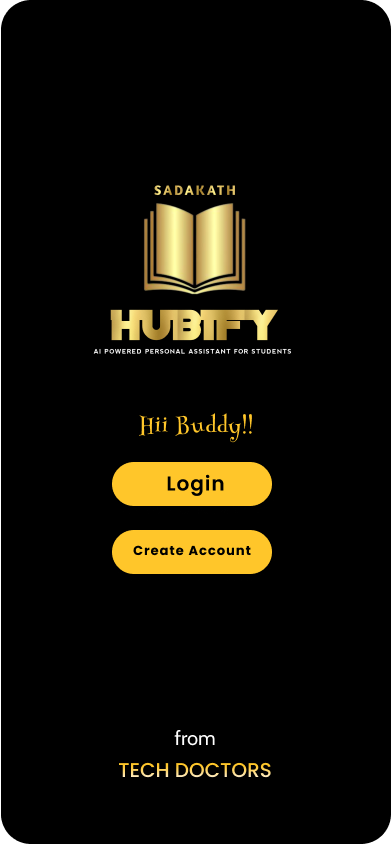 SADAKATH
HUBIFY
AI POWERED PERSONAL ASSISTANT FOR STUDENTS
Hii Buddy!!
Login
Create Account
from
TECH DOCTORS